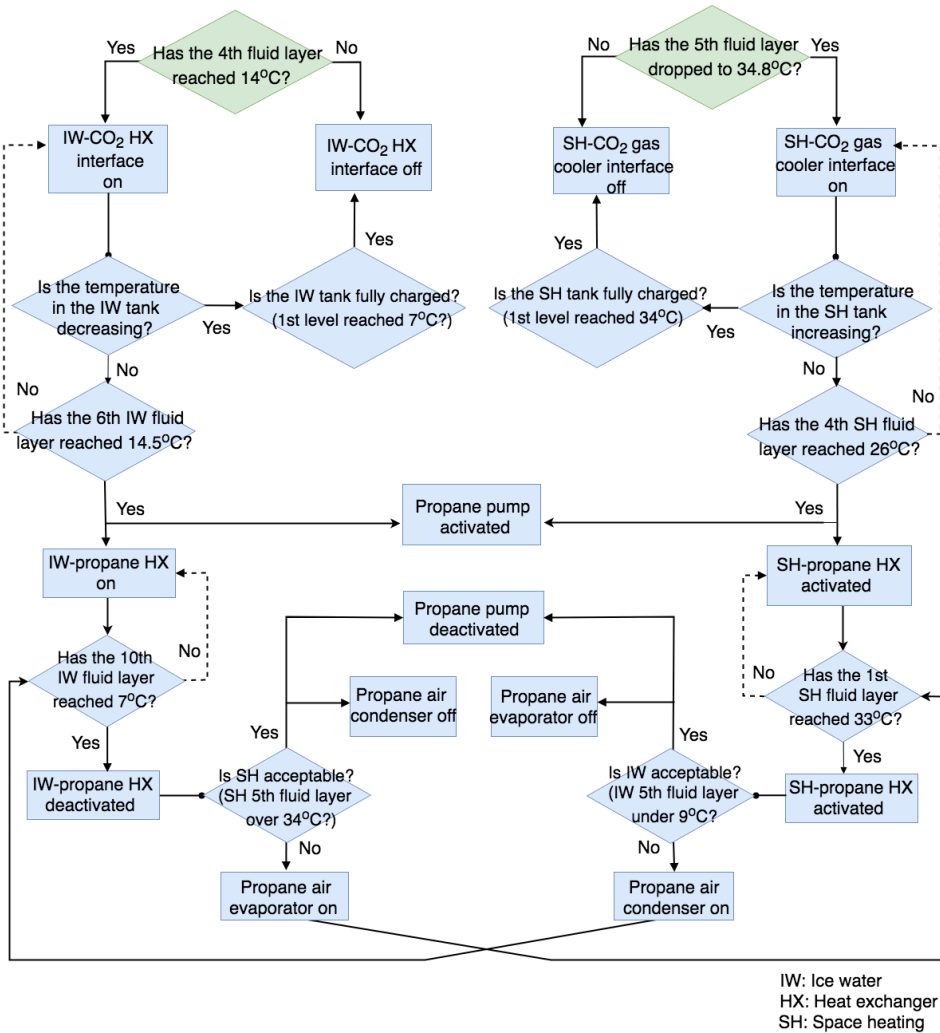 Yes
Has the 4th fluid layer
reached 14°C?
No
No
Has the 5th fluid layer
dropped to 34.8°C?
Yes
IW-CO₂ HX
interface
on
IW-CO₂ HX
interface off
SH-CO₂ gas
cooler interface
off
SH-CO₂ gas
cooler interface
on
Yes
Yes
Is the temperature
in the IW tank
decreasing?
Yes
Is the IW tank fully charged?
(1st level reached 7°C?)
Is the SH tank fully charged?
(1st level reached 34°C)
Yes
Is the temperature
in the SH tank
increasing?
No
No
No
No
Has the 6th IW fluid
layer reached 14.5°C?
Has the 4th SH fluid
layer reached 26°C?
Yes
Propane pump
activated
Yes
IW-propane HX
on
SH-propane HX
activated
Propane pump
deactivated
No
No
Has the 10th
IW fluid layer
reached 7°C?
Has the 1st
SH fluid layer
reached 33°C?
Propane air
condenser off
Propane air
evaporator off
Yes
Yes
Yes
Yes
IW-propane HX
deactivated
Is SH acceptable?
(SH 5th fluid layer
over 34°C?)
Is IW acceptable?
(IW 5th fluid layer
under 9°C?
SH-propane HX
activated
No
No
Propane air
evaporator on
Propane air
condenser on
IW: Ice water
HX: Heat exchanger
SH: Space heating